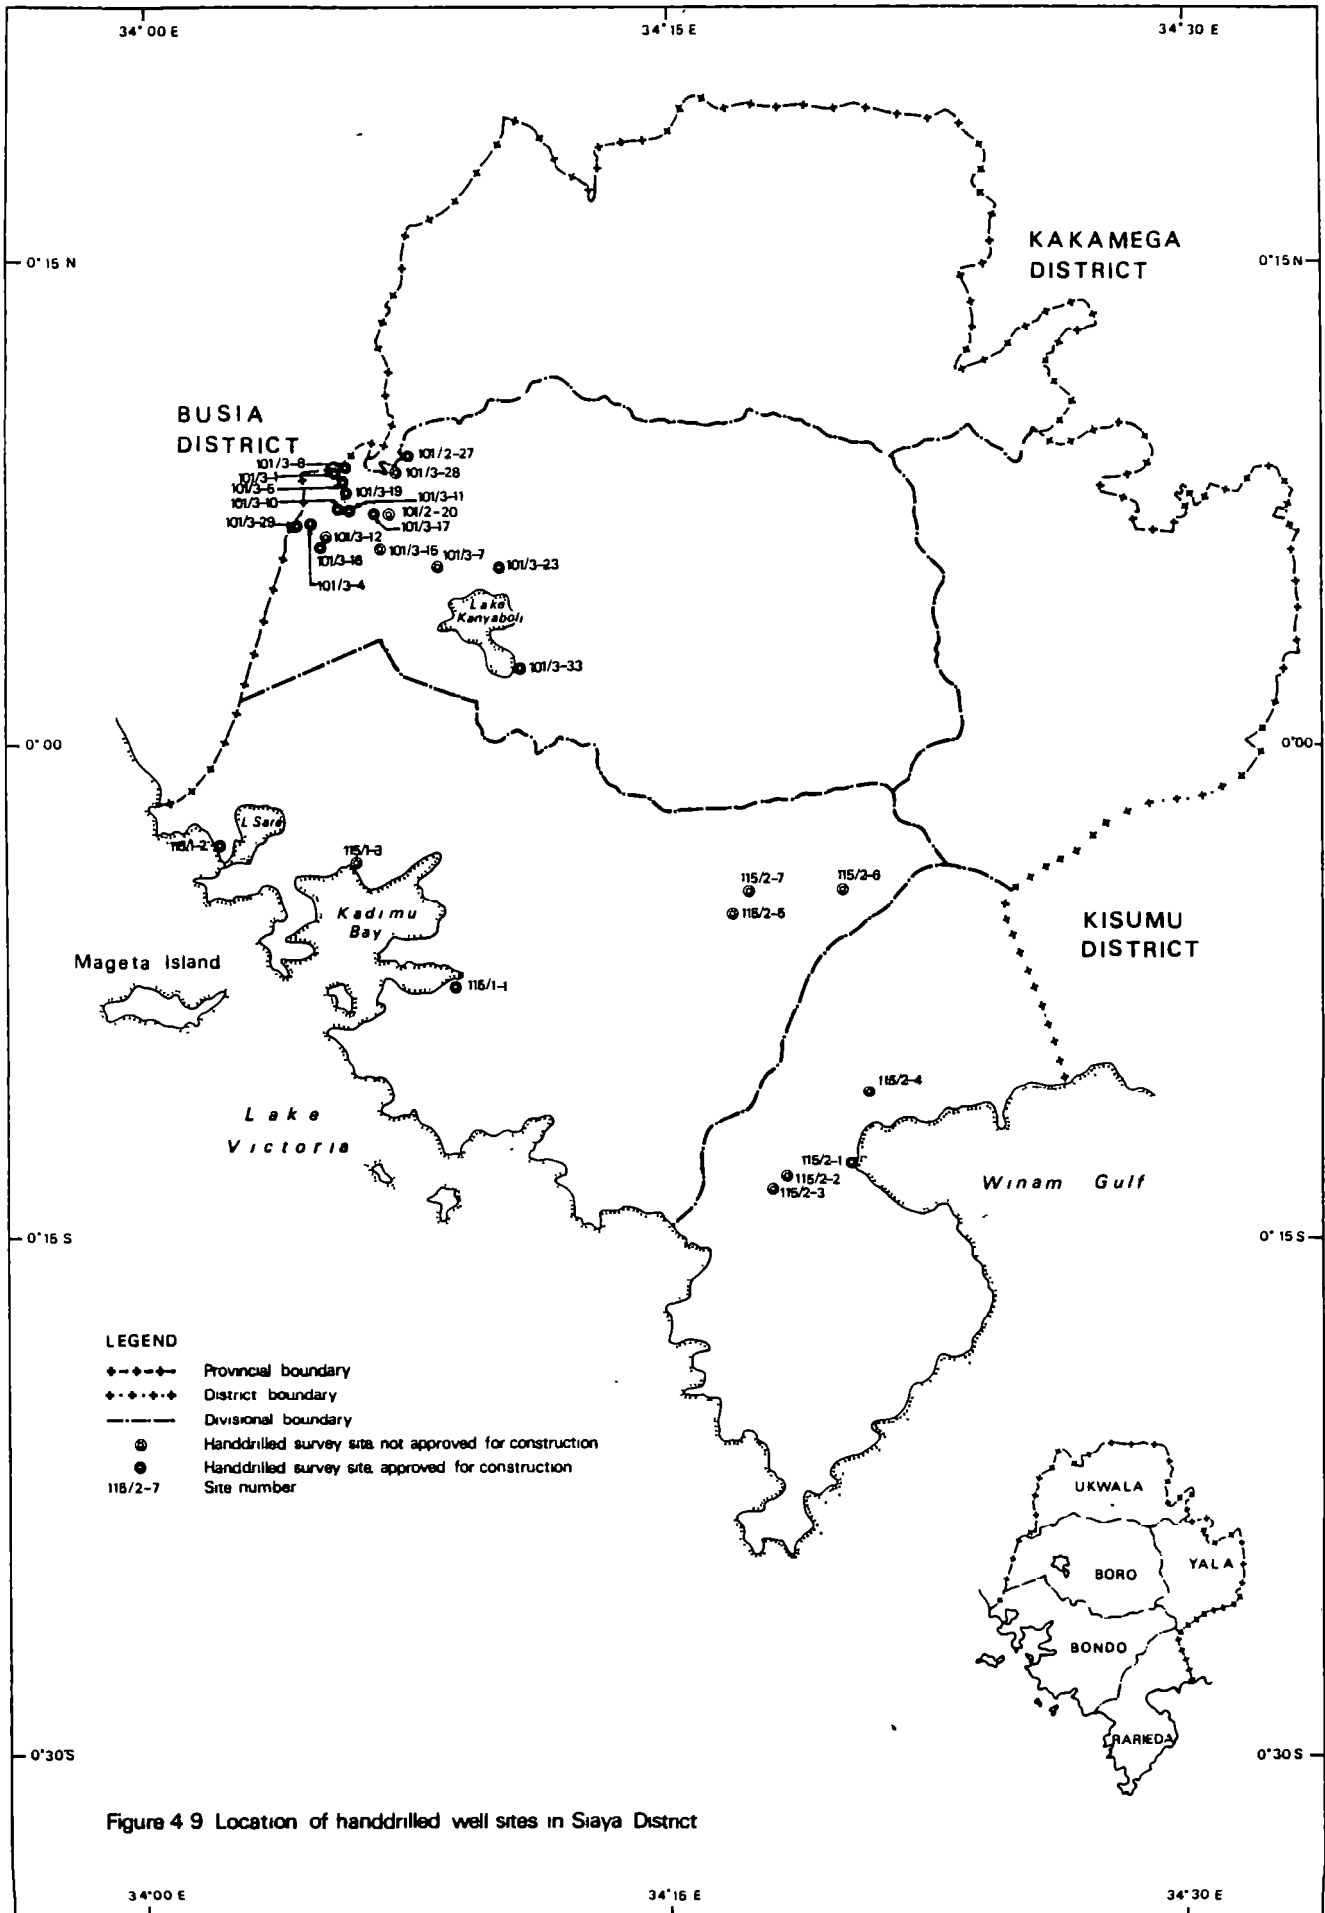 34°00 E
34°15 E
34°30 E
KAKAMEGA
DISTRICT
0°15 N
0°15N
BUSIA
DISTRICT
101/2-27
101/3-8
101/3-28
101/3-1
101/3-5
101/3-19
101/3-11
101/3-10
101/2-20
101/3-29
101/3-17
101/3-12
101/3-15
101/3-7
101/3-23
101/3-16
101/3-4
Lake
Kanyaboli
101/3-33
0°00
0°00
L Sare
115/1-2
115/1-3
115/2-7
115/2-6
115/2-5
Kadimu
Bay
KISUMU
DISTRICT
Mageta Island
115/1-1
115/2-4
Lake
Victoria
115/2-1
115/2-2
115/2-3
Winam Gulf
0°15 S
0°15 S
LEGEND
Provincial boundary
District boundary
Divisional boundary
Handdrilled survey site not approved for construction
Handdrilled survey site approved for construction
115/2-7 Site number
UKWALA
BORO
YALA
BONDO
RARIEDA
0°30'S
0°30 S
Figure 4 9 Location of handdrilled well sites in Siaya District
34°00 E
34°15 E
34°30 E